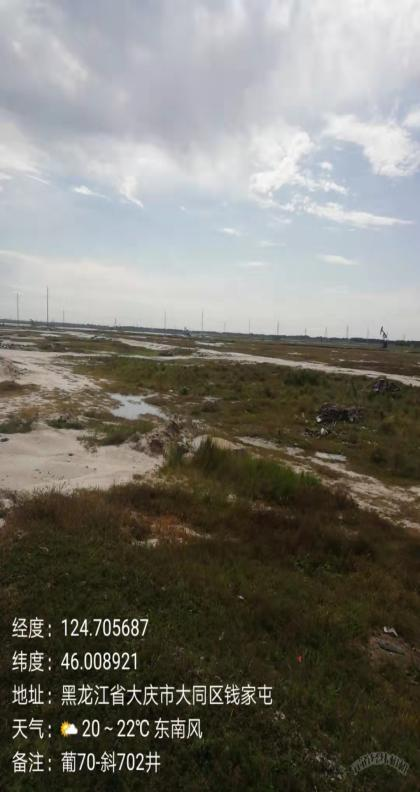 经度：124.705687
纬度：46.008921
地址：黑龙江省大庆市大同区钱家屯
天气：⛅20～22℃ 东南风
备注：葡70-斜702井